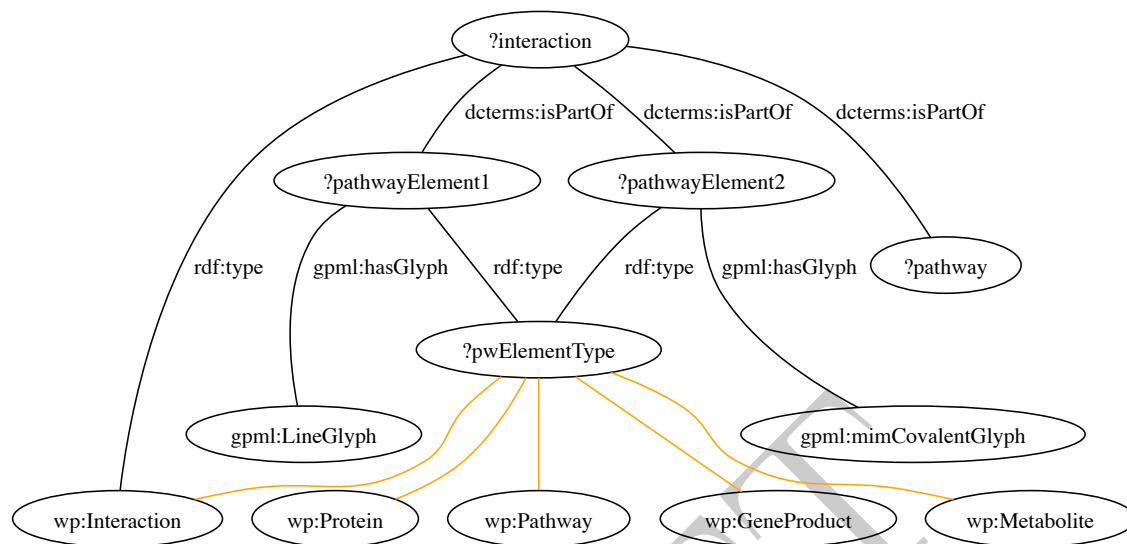 ?interaction
dcterms:isPartOf dcterms:isPartOf dcterms:isPartOf
?pathwayElement1 ?pathwayElement2
rdf:type gpml:hasGlyph rdf:type rdf:type gpml:hasGlyph ?pathway
?pwElementType
gpml:LineGlyph gpml:mimCovalentGlyph
wp:Interaction wp:Protein wp:Pathway wp:GeneProduct wp:Metabolite